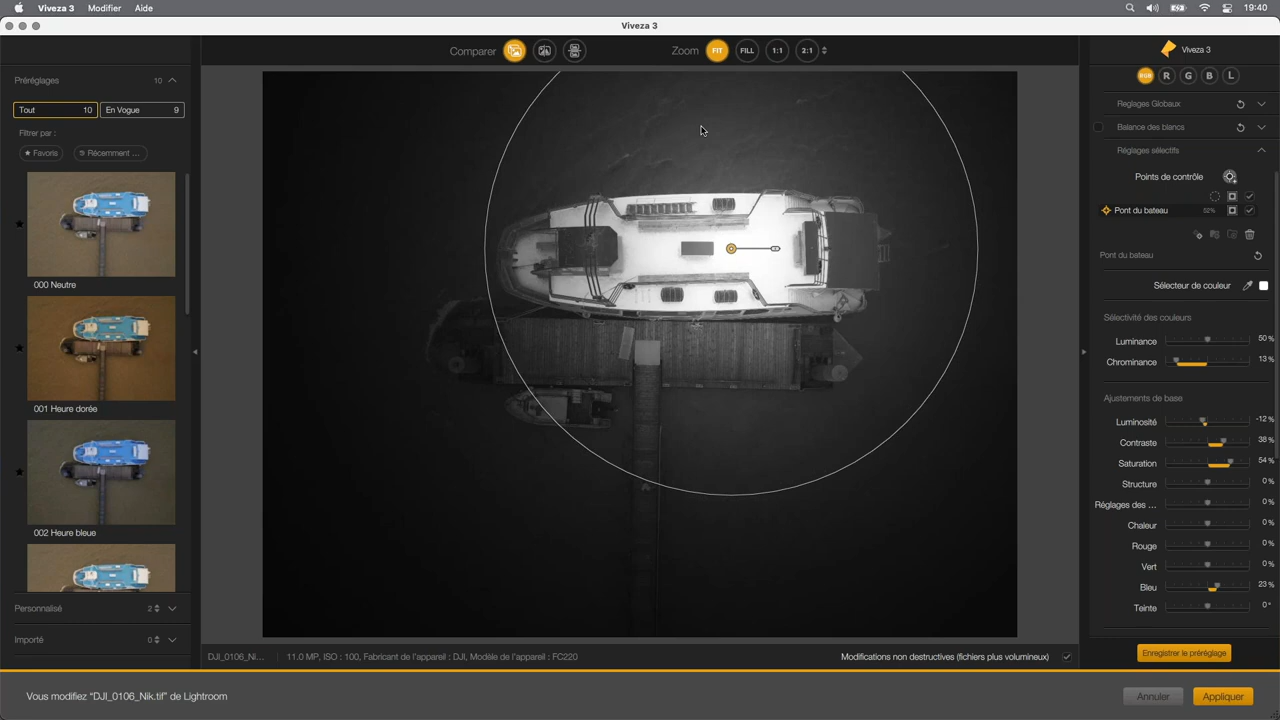 Viveza 3 Modifier Aide 19:40
Viveza 3
Comparer Zoom FIT FILL 1:1 2:1
Viveza 3
RGB R G B L
Préréglages 10
Tout 10 En Vogue 9
Filtrer par :
Favoris Récemment ...
000 Neutre
001 Heure dorée
002 Heure bleue
Personnalisé 2
Importé 0
Reglages Globaux
Balance des blancs
Réglages sélectifs
Points de contrôle
Pont du bateau 52%
Pont du bateau
Sélecteur de couleur
Sélectivité des couleurs
Luminance 50 %
Chrominance 13 %
Ajustements de base
Luminosité -12 %
Contraste 38 %
Saturation 54 %
Structure 0 %
Réglages des ... 0 %
Chaleur 0 %
Rouge 0 %
Vert 0 %
Bleu 23 %
Teinte 0 °
Enregistrer le préréglage
DJI_0106_Ni... 11.0 MP, ISO : 100, Fabricant de l'appareil : DJI, Modèle de l'appareil : FC220
Modifications non destructives (fichiers plus volumineux)
Vous modifiez “DJI_0106_Nik.tif” de Lightroom
Annuler Appliquer